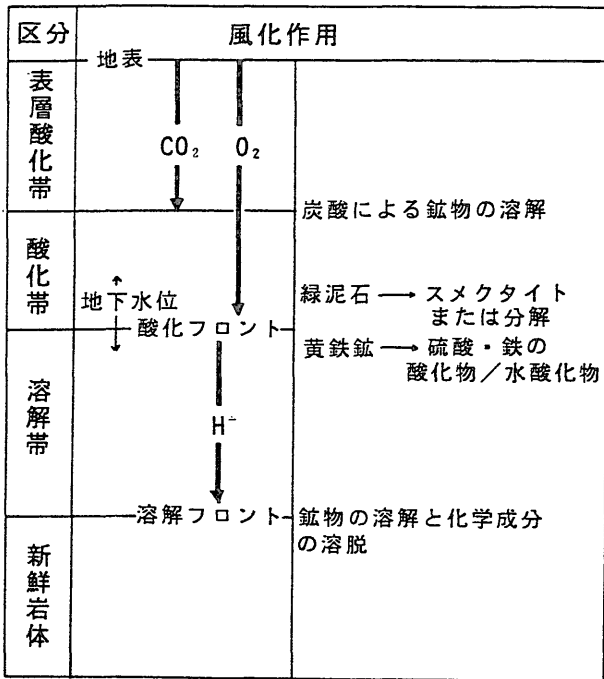 区分
風化作用
地表
表層酸化帯
CO₂
O₂
炭酸による鉱物の溶解
酸化帯
地下水位
緑泥石 → スメクタイト
または分解
酸化フロント
黄鉄鉱 → 硫酸・鉄の
酸化物／水酸化物
溶解帯
H⁺
溶解フロント
鉱物の溶解と化学成分
の溶脱
新鮮岩体